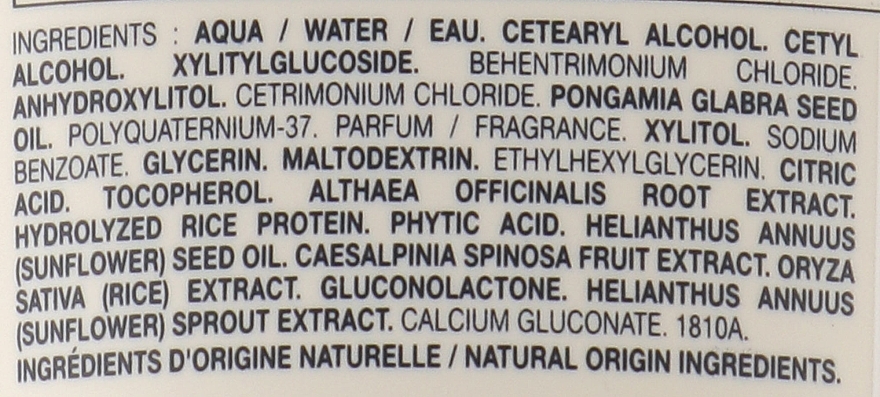 INGREDIENTS : AQUA / WATER / EAU. CETEARYL ALCOHOL. CETYL
ALCOHOL. XYLITYLGLUCOSIDE. BEHENTRIMONIUM CHLORIDE.
ANHYDROXYLITOL. CETRIMONIUM CHLORIDE. PONGAMIA GLABRA SEED
OIL. POLYQUATERNIUM-37. PARFUM / FRAGRANCE. XYLITOL. SODIUM
BENZOATE. GLYCERIN. MALTODEXTRIN. ETHYLHEXYLGLYCERIN. CITRIC
ACID. TOCOPHEROL. ALTHAEA OFFICINALIS ROOT EXTRACT.
HYDROLYZED RICE PROTEIN. PHYTIC ACID. HELIANTHUS ANNUUS
(SUNFLOWER) SEED OIL. CAESALPINIA SPINOSA FRUIT EXTRACT. ORYZA
SATIVA (RICE) EXTRACT. GLUCONOLACTONE. HELIANTHUS ANNUUS
(SUNFLOWER) SPROUT EXTRACT. CALCIUM GLUCONATE. 1810A.
INGRÉDIENTS D'ORIGINE NATURELLE / NATURAL ORIGIN INGREDIENTS.